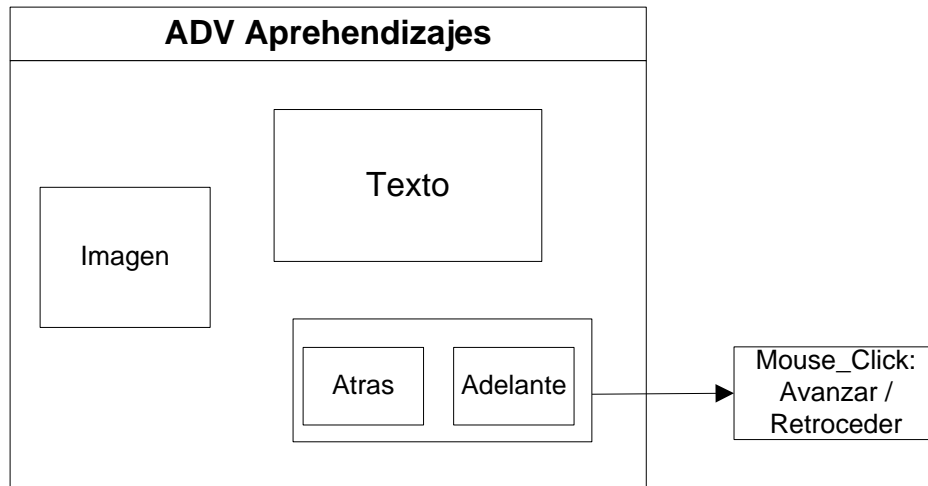 ADV Aprehendizajes
Texto
Imagen
Atras
Adelante
Mouse_Click:
Avanzar /
Retroceder